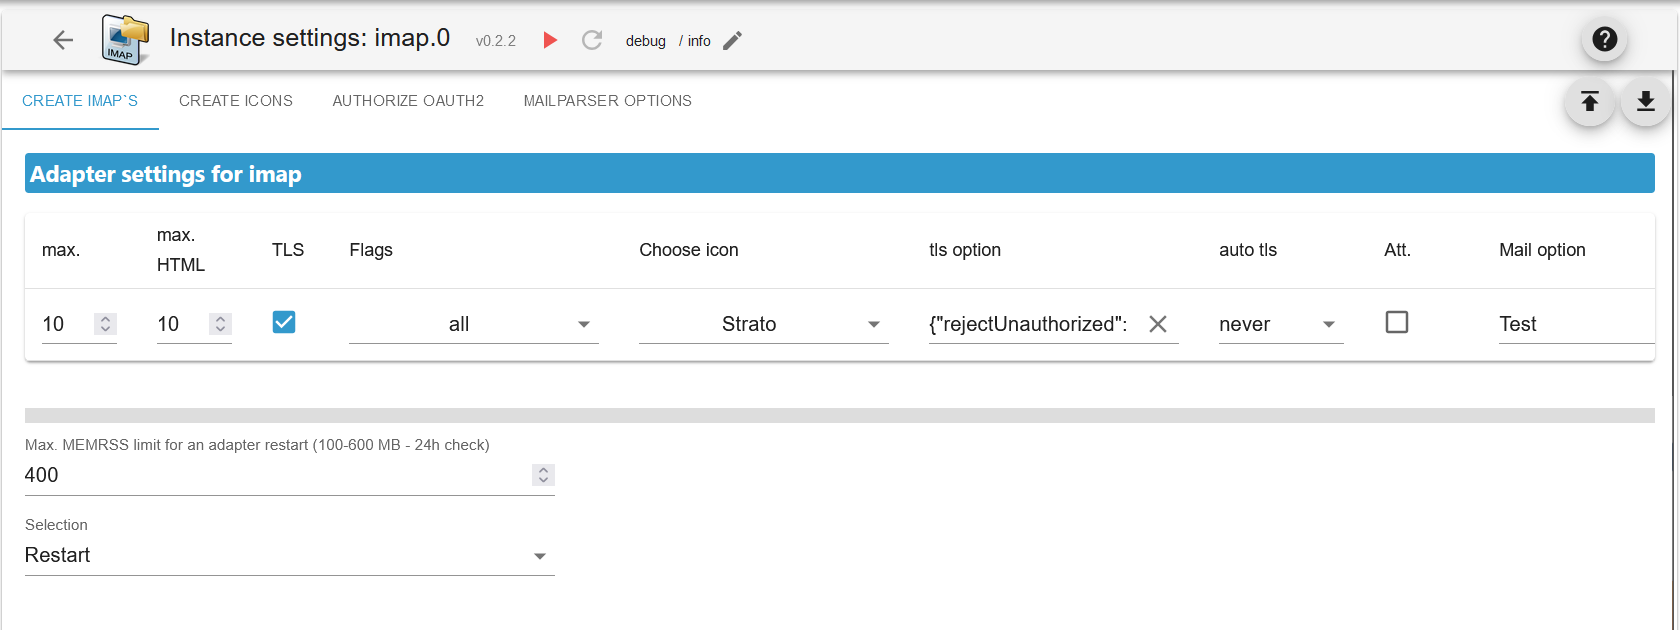 IMAP
Instance settings: imap.0 v0.2.2 debug / info
CREATE IMAP`S CREATE ICONS AUTHORIZE OAUTH2 MAILPARSER OPTIONS
Adapter settings for imap
max. max. HTML TLS Flags Choose icon tls option auto tls Att. Mail option
10 10 all Strato {"rejectUnauthorized": never Test
Max. MEMRSS limit for an adapter restart (100-600 MB - 24h check)
400
Selection
Restart